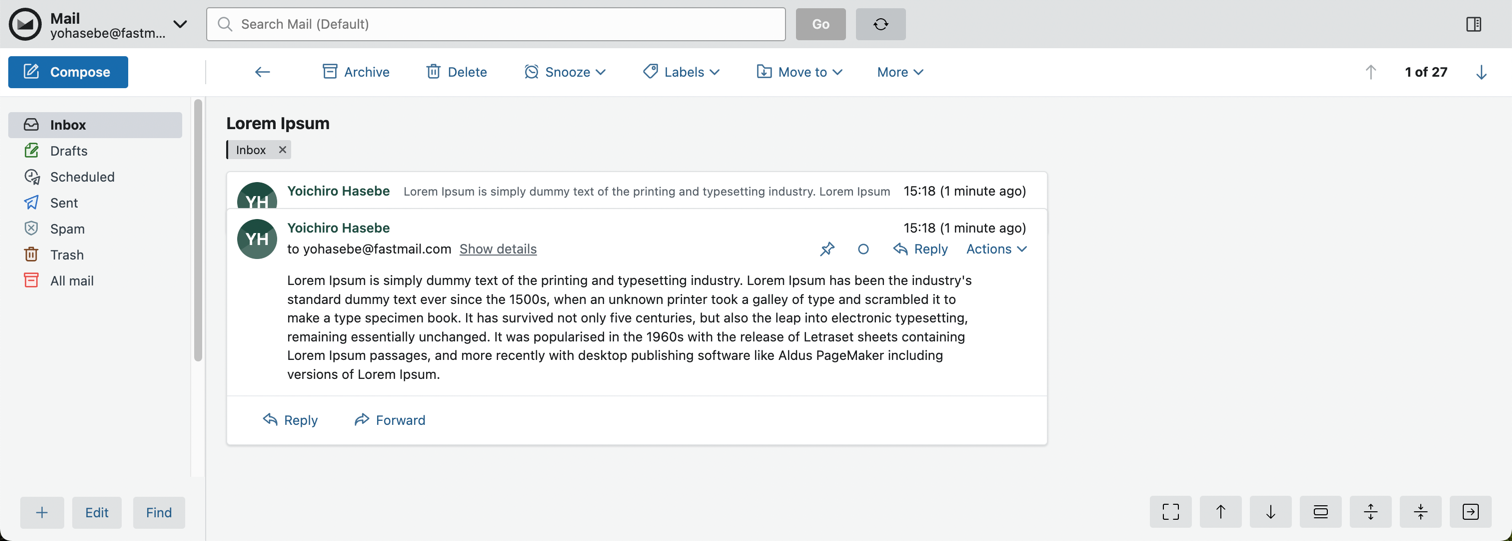 Mail
yohasebe@fastm...
Search Mail (Default)
Go
Compose
Archive
Delete
Snooze
Labels
Move to
More
1 of 27
Inbox
Drafts
Scheduled
Sent
Spam
Trash
All mail
+
Edit
Find
Lorem Ipsum
Inbox ×
YH
Yoichiro Hasebe Lorem Ipsum is simply dummy text of the printing and typesetting industry. Lorem Ipsum 15:18 (1 minute ago)
YH
Yoichiro Hasebe 15:18 (1 minute ago)
to yohasebe@fastmail.com Show details Reply Actions
Lorem Ipsum is simply dummy text of the printing and typesetting industry. Lorem Ipsum has been the industry's
standard dummy text ever since the 1500s, when an unknown printer took a galley of type and scrambled it to
make a type specimen book. It has survived not only five centuries, but also the leap into electronic typesetting,
remaining essentially unchanged. It was popularised in the 1960s with the release of Letraset sheets containing
Lorem Ipsum passages, and more recently with desktop publishing software like Aldus PageMaker including
versions of Lorem Ipsum.
Reply Forward